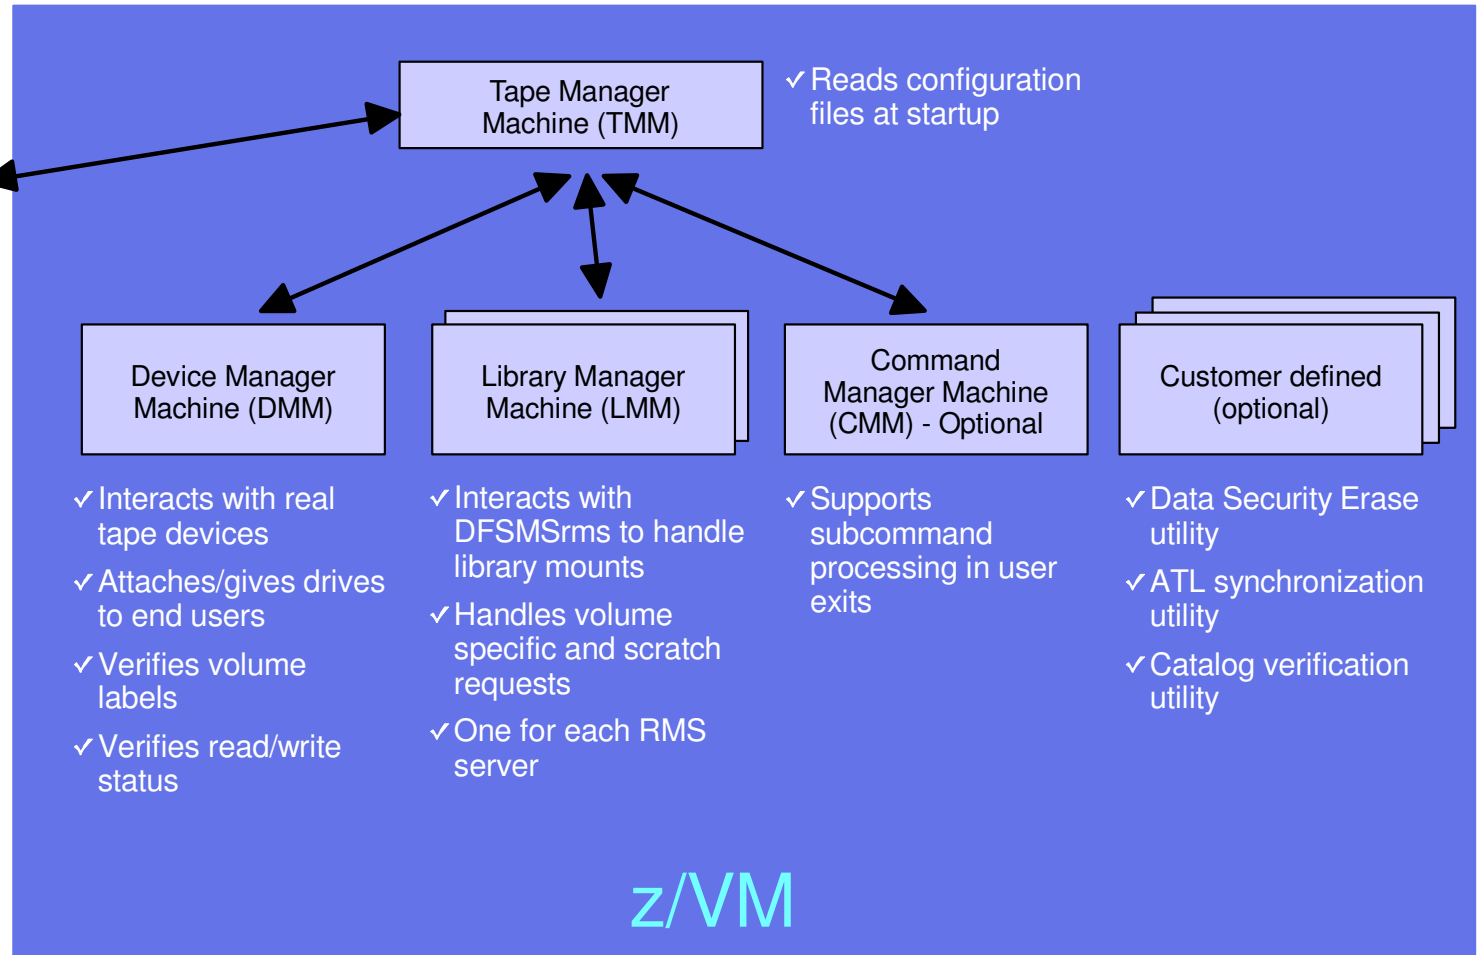 Tape Manager
Machine (TMM)
✓ Reads configuration
files at startup
Device Manager
Machine (DMM)
Library Manager
Machine (LMM)
Command
Manager Machine
(CMM) - Optional
Customer defined
(optional)
✓ Interacts with real
tape devices
✓ Attaches/gives drives
to end users
✓ Verifies volume
labels
✓ Verifies read/write
status
✓ Interacts with
DFSMSrms to handle
library mounts
✓ Handles volume
specific and scratch
requests
✓ One for each RMS
server
✓ Supports
subcommand
processing in user
exits
✓ Data Security Erase
utility
✓ ATL synchronization
utility
✓ Catalog verification
utility
z/VM